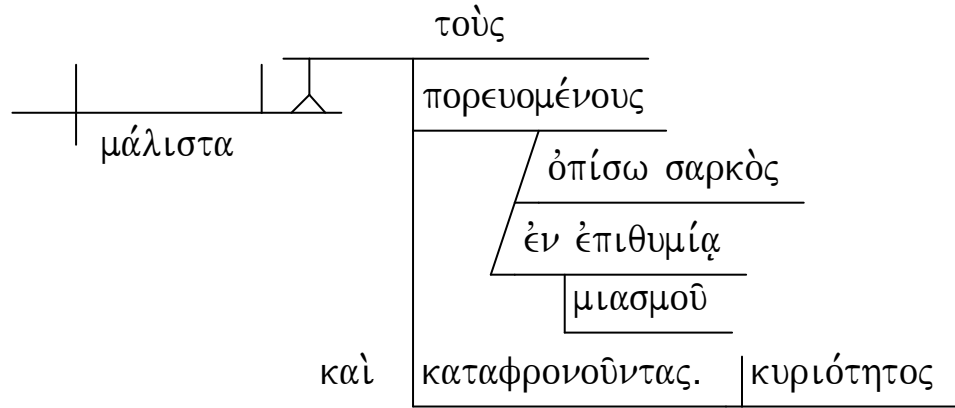 τοὺς
πορευομένους
μάλιστα
ὀπίσω σαρκὸς
ἐν ἐπιθυμίᾳ
μιασμοῦ
καὶ καταφρονοῦντας. κυριότητος